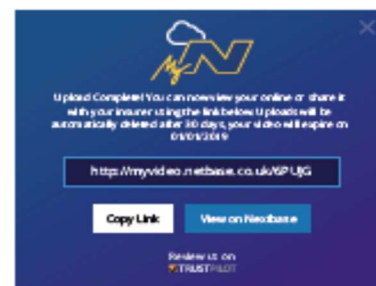 My N
Upload Complete! You can now view your online or share it
with your insurer using the link below. Uploads will be
automatically deleted after 30 days, your video will expire on
01/01/2019
http://myvideo.netbase.co.uk/6PUJG
Copy Link
View on Nextbase
Review us on
TRUSTPILOT